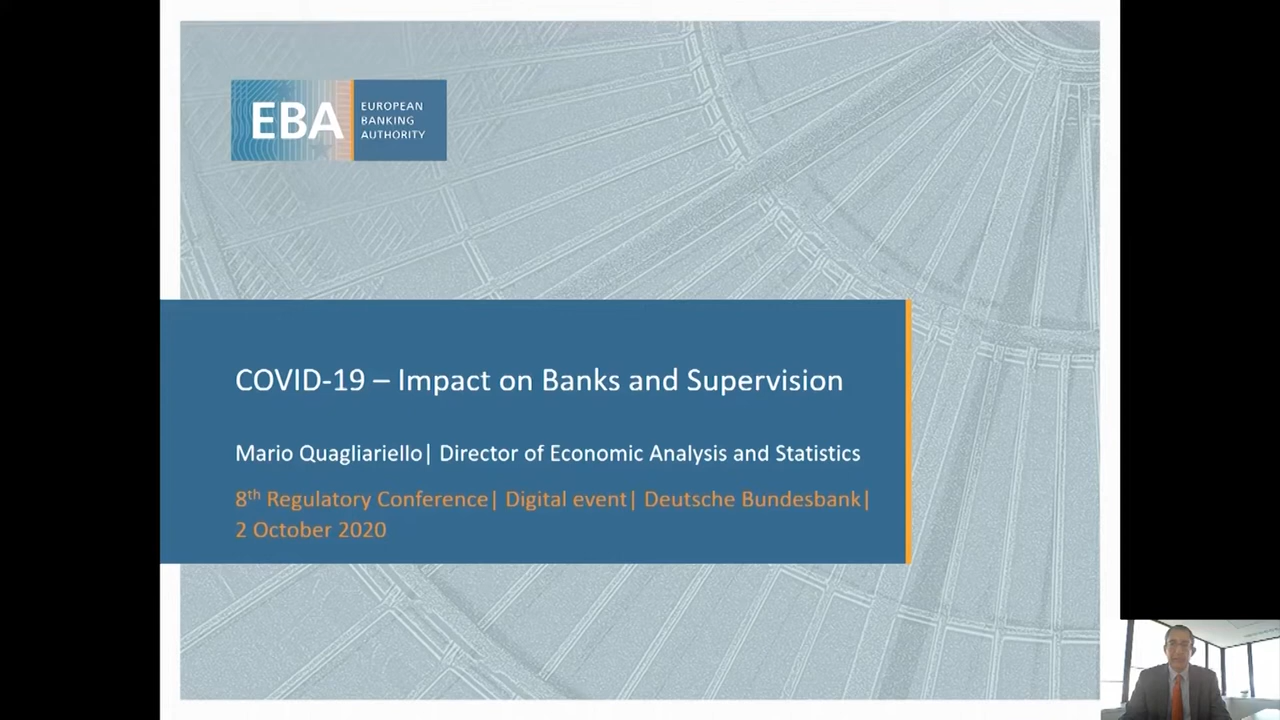 EBA
EUROPEAN
BANKING
AUTHORITY
COVID-19 – Impact on Banks and Supervision
Mario Quagliariello| Director of Economic Analysis and Statistics
8th Regulatory Conference| Digital event| Deutsche Bundesbank|
2 October 2020